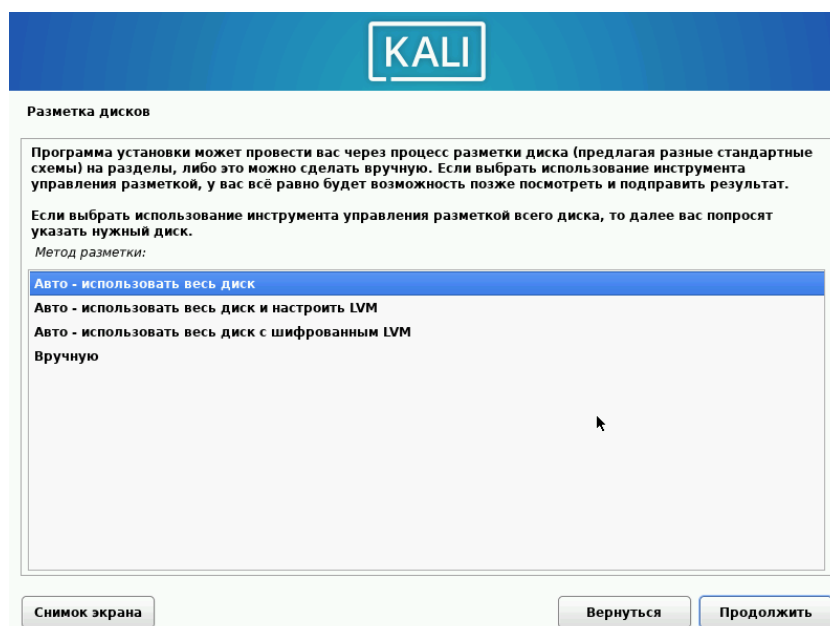 KALI
Разметка дисков
Программа установки может провести вас через процесс разметки диска (предлагая разные стандартные
схемы) на разделы, либо это можно сделать вручную. Если выбрать использование инструмента
управления разметкой, у вас всё равно будет возможность позже посмотреть и подправить результат.
Если выбрать использование инструмента управления разметкой всего диска, то далее вас попросят
указать нужный диск.
Метод разметки:
Авто - использовать весь диск
Авто - использовать весь диск и настроить LVM
Авто - использовать весь диск с шифрованным LVM
Вручную
Снимок экрана
Вернуться
Продолжить